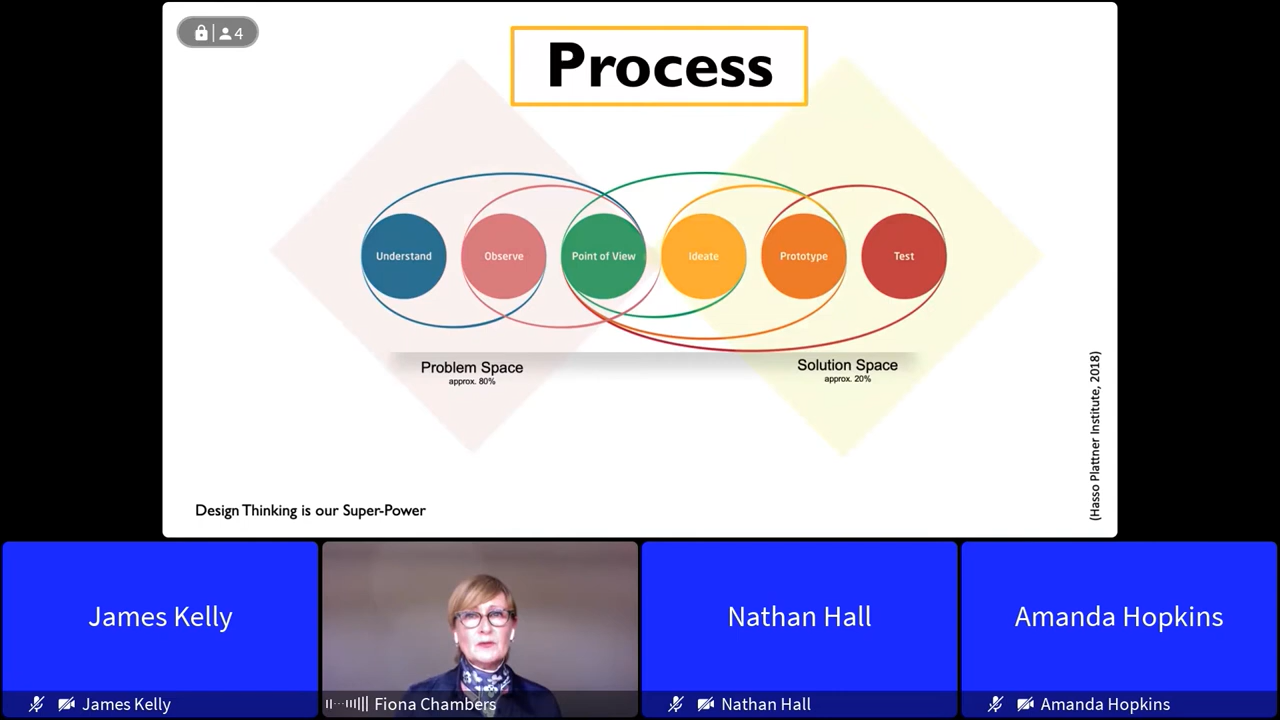 4
Process
Understand
Observe
Point of View
Ideate
Prototype
Test
Problem Space
approx. 80%
Solution Space
approx. 20%
(Hasso Plattner Institute, 2018)
Design Thinking is our Super-Power
James Kelly
Nathan Hall
Amanda Hopkins
James Kelly
Fiona Chambers
Nathan Hall
Amanda Hopkins